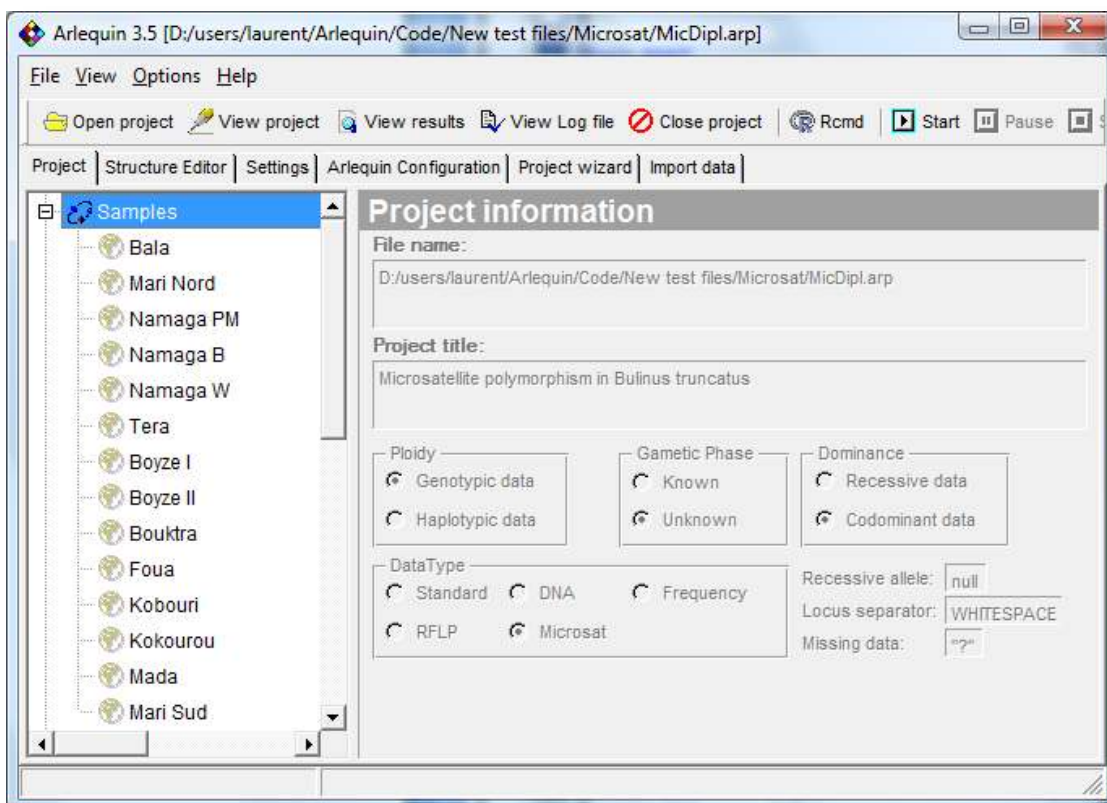 Arlequin 3.5 [D:/users/laurent/Arlequin/Code/New test files/Microsat/MicDipl.arp]
File View Options Help
Open project View project View results View Log file Close project Rcmd Start Pause
Project Structure Editor Settings Arlequin Configuration Project wizard Import data
Samples
Bala
Mari Nord
Namaga PM
Namaga B
Namaga W
Tera
Boyze I
Boyze II
Bouktra
Foua
Kobouri
Kokourou
Mada
Mari Sud
Project information
File name:
D:/users/laurent/Arlequin/Code/New test files/Microsat/MicDipl.arp
Project title:
Microsatellite polymorphism in Bulinus truncatus
Ploidy
Genotypic data
Haplotypic data
Gametic Phase
Known
Unknown
Dominance
Recessive data
Codominant data
DataType
Standard DNA Frequency
RFLP Microsat
Recessive allele: null
Locus separator: WHITESPACE
Missing data: "?"